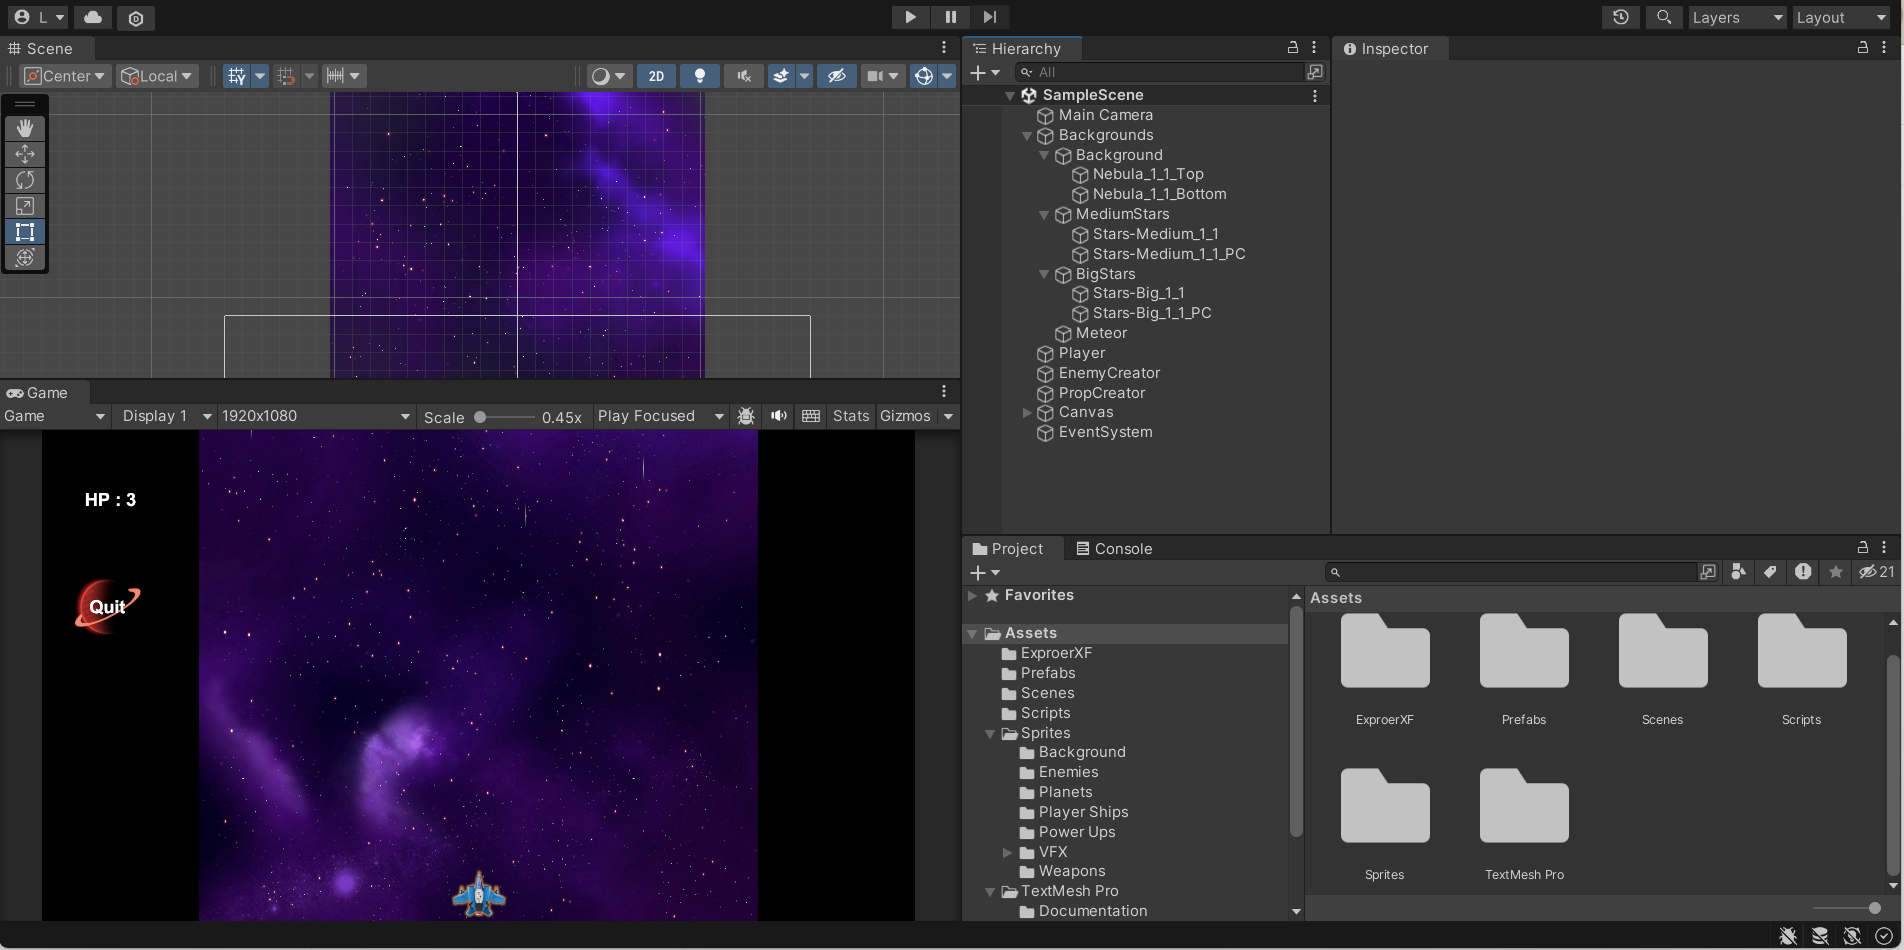 L
Layers
Layout
Scene
Center
Local
2D
Hierarchy
All
SampleScene
Main Camera
Backgrounds
Background
Nebula_1_1_Top
Nebula_1_1_Bottom
MediumStars
Stars-Medium_1_1
Stars-Medium_1_1_PC
BigStars
Stars-Big_1_1
Stars-Big_1_1_PC
Meteor
Player
EnemyCreator
PropCreator
Canvas
EventSystem
Inspector
Game
Game
Display 1
1920x1080
Scale
0.45x
Play Focused
Stats
Gizmos
HP : 3
Quit
Project
Console
21
Favorites
Assets
ExproerXF
Prefabs
Scenes
Scripts
Sprites
Background
Enemies
Planets
Player Ships
Power Ups
VFX
Weapons
TextMesh Pro
Documentation
Assets
ExproerXF
Prefabs
Scenes
Scripts
Sprites
TextMesh Pro